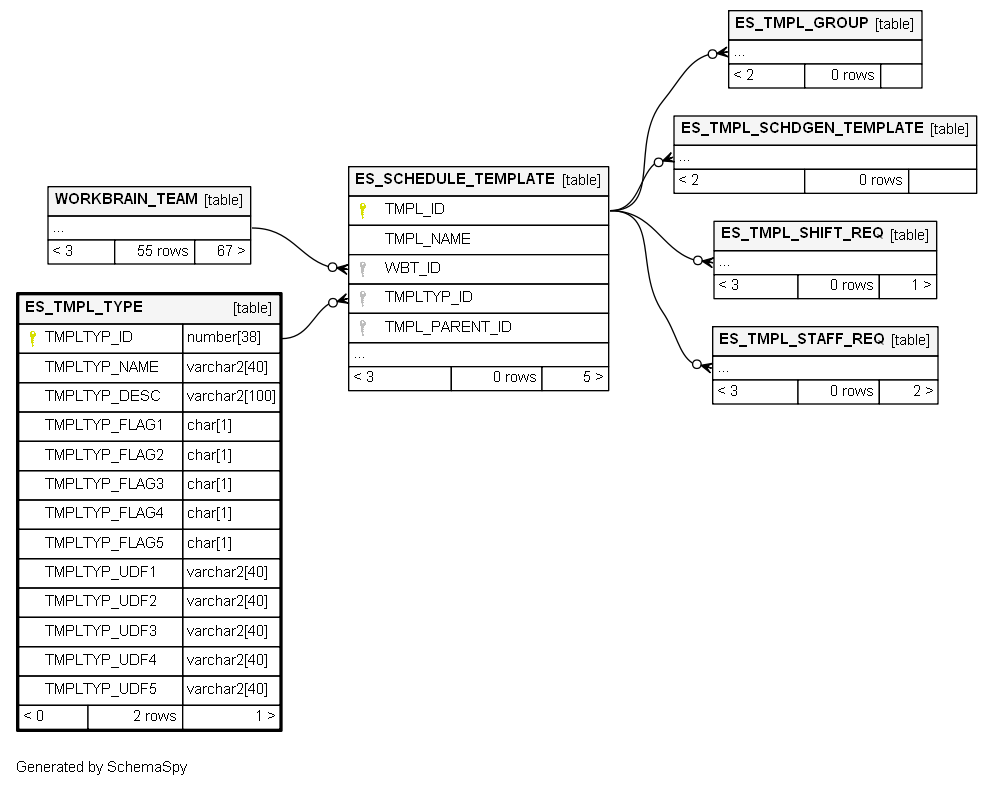 ES_TMPL_GROUP [table]
...
< 2 0 rows
ES_TMPL_SCHDGEN_TEMPLATE [table]
...
< 2 0 rows
ES_SCHEDULE_TEMPLATE [table]
TMPL_ID
TMPL_NAME
WBT_ID
TMPLTYP_ID
TMPL_PARENT_ID
...
< 3 0 rows 5 >
WORKBRAIN_TEAM [table]
...
< 3 55 rows 67 >
ES_TMPL_SHIFT_REQ [table]
...
< 3 0 rows 1 >
ES_TMPL_STAFF_REQ [table]
...
< 3 0 rows 2 >
ES_TMPL_TYPE [table]
TMPLTYP_ID number[38]
TMPLTYP_NAME varchar2[40]
TMPLTYP_DESC varchar2[100]
TMPLTYP_FLAG1 char[1]
TMPLTYP_FLAG2 char[1]
TMPLTYP_FLAG3 char[1]
TMPLTYP_FLAG4 char[1]
TMPLTYP_FLAG5 char[1]
TMPLTYP_UDF1 varchar2[40]
TMPLTYP_UDF2 varchar2[40]
TMPLTYP_UDF3 varchar2[40]
TMPLTYP_UDF4 varchar2[40]
TMPLTYP_UDF5 varchar2[40]
< 0 2 rows 1 >
Generated by SchemaSpy